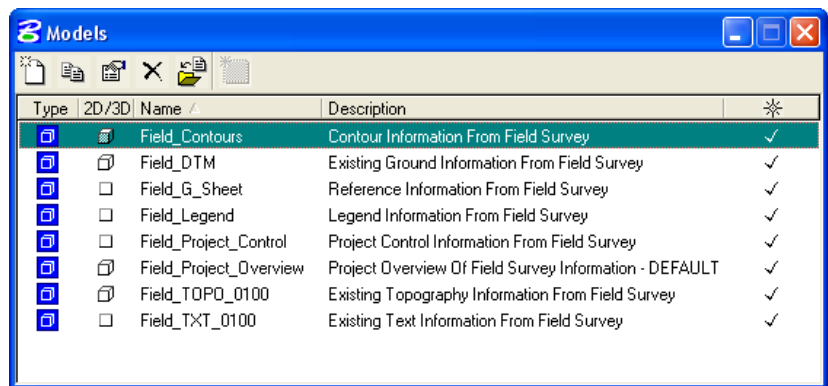 Models
Type 2D/3D Name Description
Field_Contours Contour Information From Field Survey
Field_DTM Existing Ground Information From Field Survey
Field_G_Sheet Reference Information From Field Survey
Field_Legend Legend Information From Field Survey
Field_Project_Control Project Control Information From Field Survey
Field_Project_Overview Project Overview Of Field Survey Information - DEFAULT
Field_TOPO_0100 Existing Topography Information From Field Survey
Field_TXT_0100 Existing Text Information From Field Survey